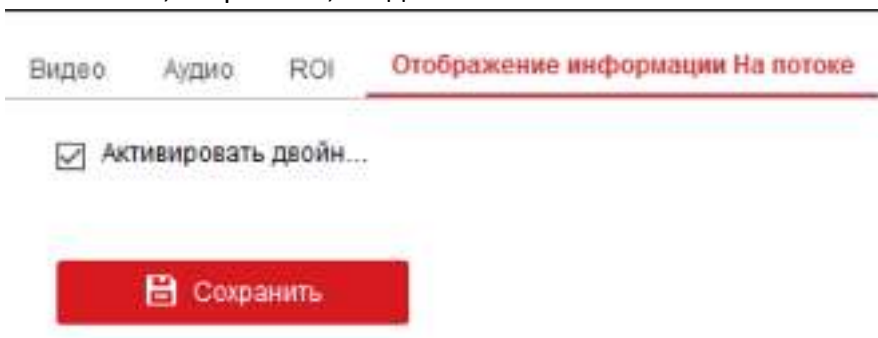 Видео Аудио ROI Отображение информации На потоке
Активировать двойн...
Сохранить